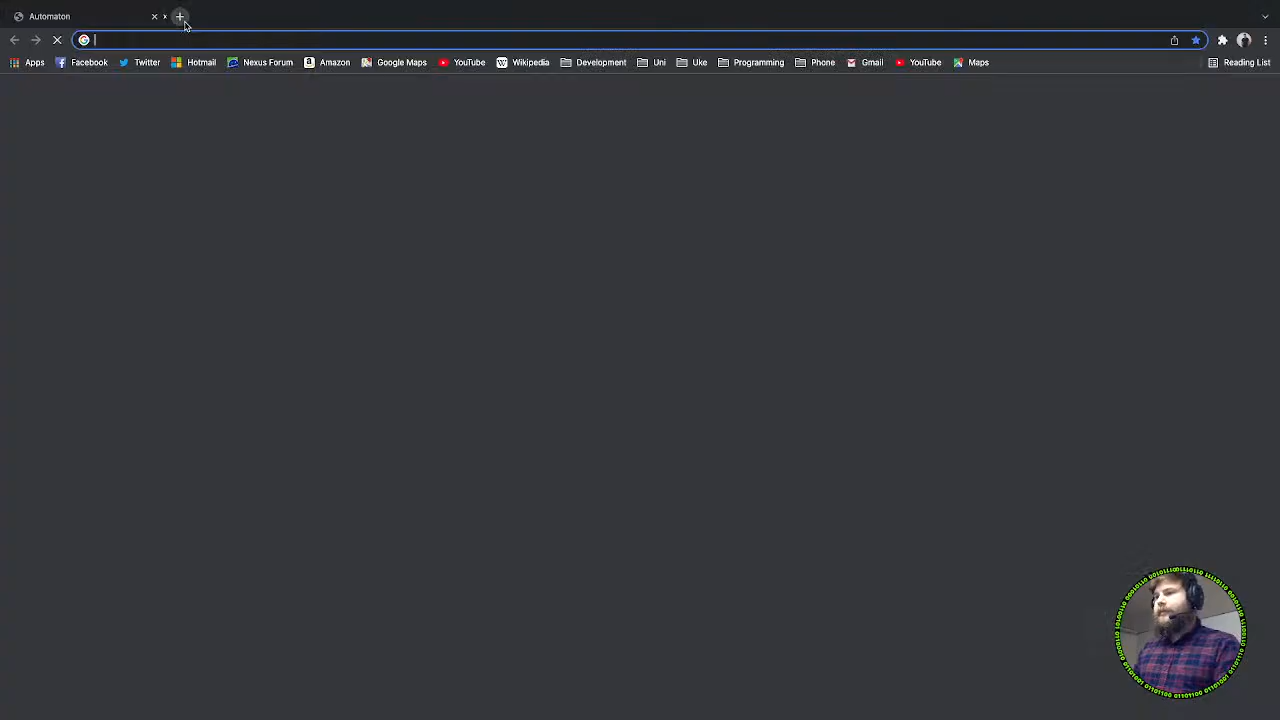 Automaton
Apps Facebook Twitter Hotmail Nexus Forum Amazon Google Maps YouTube Wikipedia Development Uni Uke Programming Phone Gmail YouTube Maps Reading List